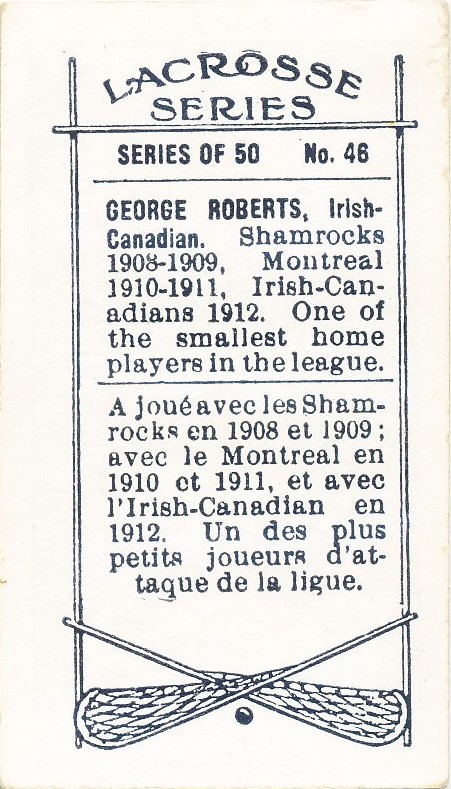 LACROSSE
SERIES
SERIES OF 50 No. 46
GEORGE ROBERTS, Irish-
Canadian. Shamrocks
1908-1909, Montreal
1910-1911, Irish-Can-
adians 1912. One of
the smallest home
players in the league.
A joué avec les Sham-
rocks en 1908 et 1909;
avec le Montreal en
1910 et 1911, et avec
l'Irish-Canadian en
1912. Un des plus
petits joueurs d'at-
taque de la ligue.